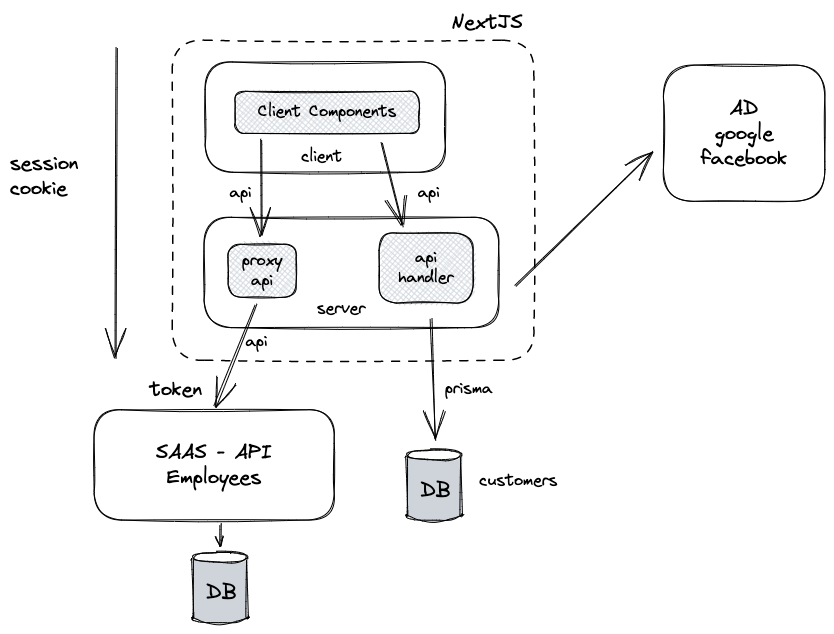 NextJS
Client Components
client
AD
google
facebook
session
cookie
api
api
proxy
api
api
handler
server
api
token
prisma
SAAS - API
Employees
DB
customers
DB